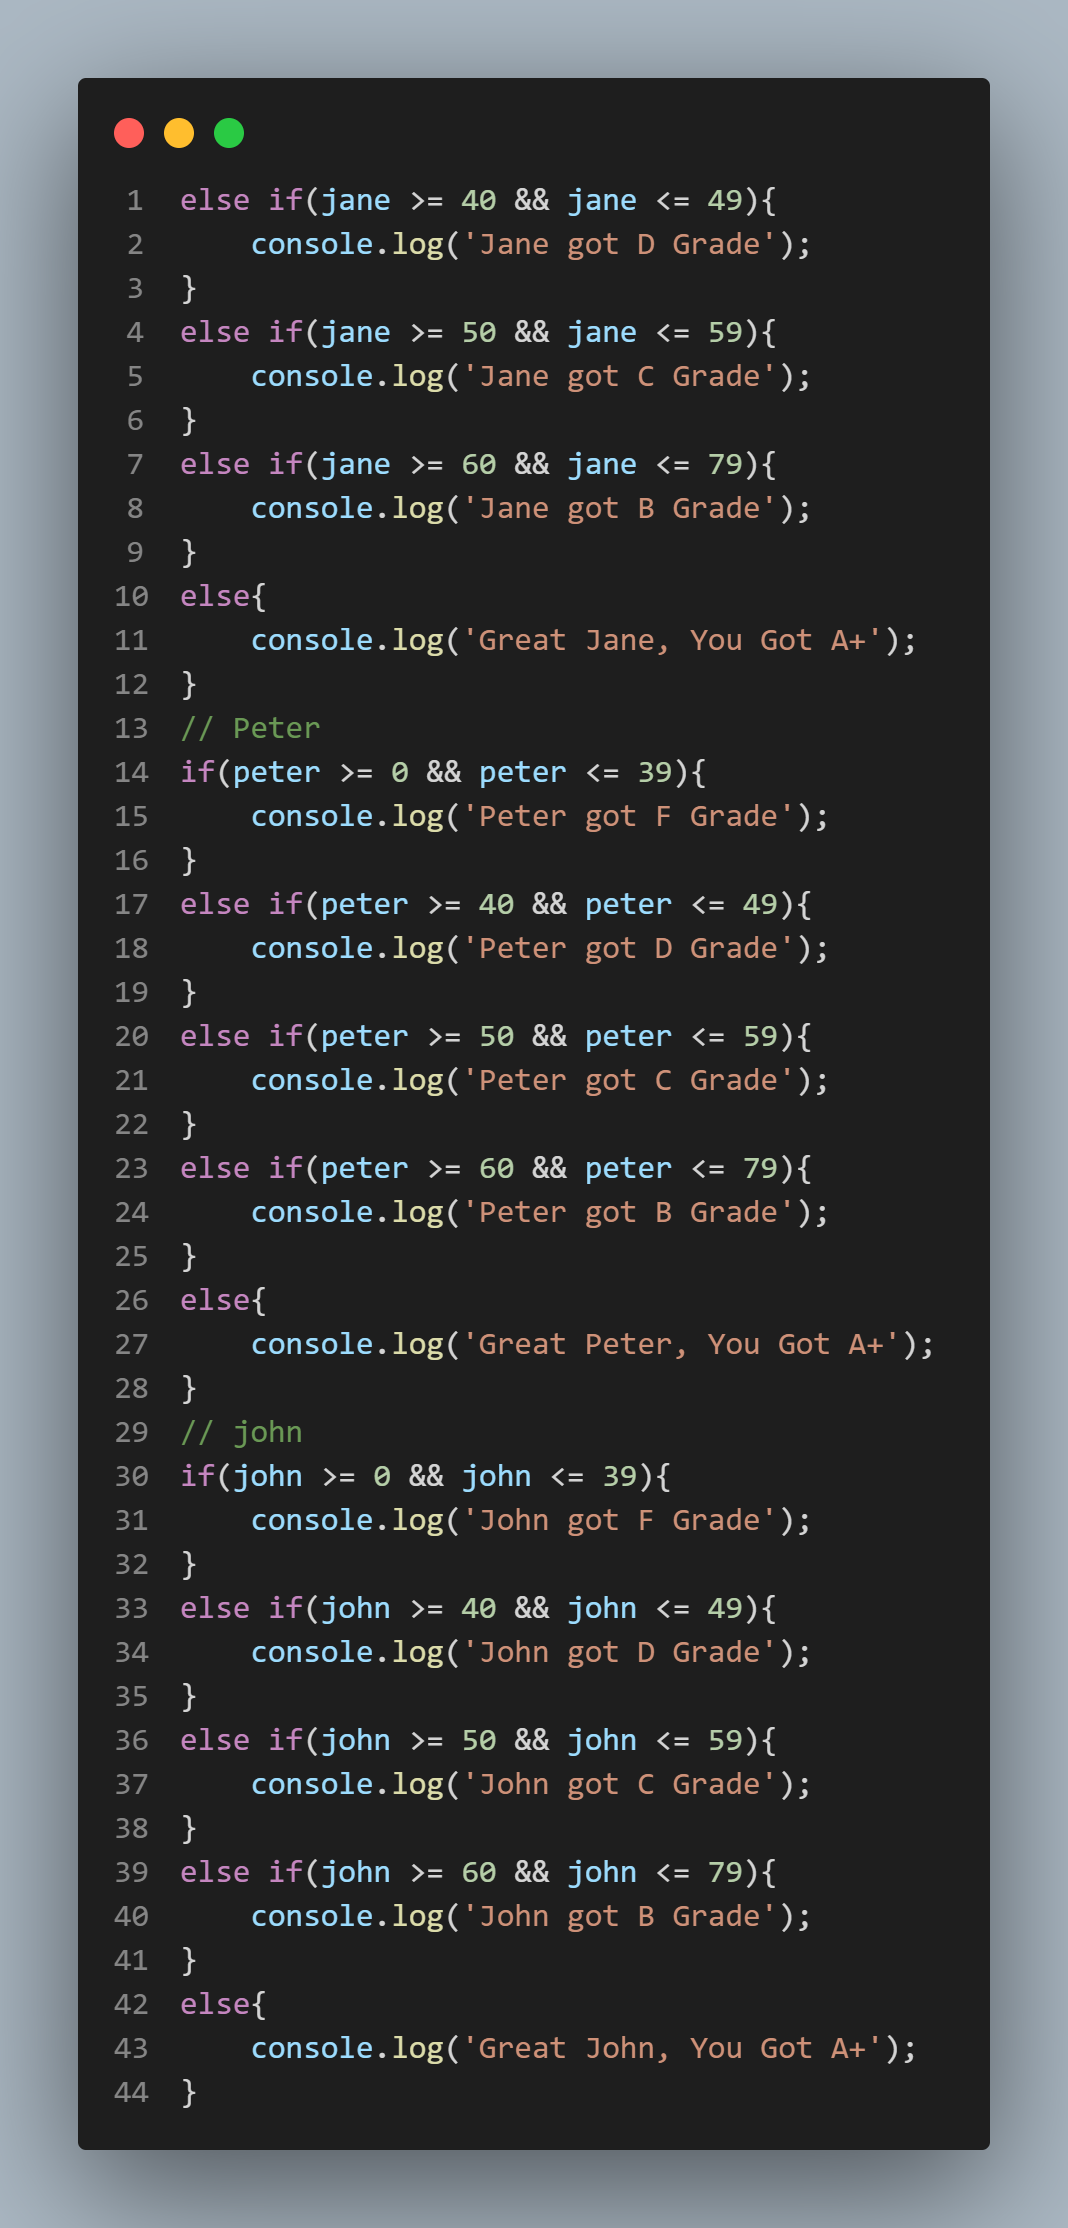 1 else if(jane >= 40 && jane <= 49){
2     console.log('Jane got D Grade');
3 }
4 else if(jane >= 50 && jane <= 59){
5     console.log('Jane got C Grade');
6 }
7 else if(jane >= 60 && jane <= 79){
8     console.log('Jane got B Grade');
9 }
10 else{
11     console.log('Great Jane, You Got A+');
12 }
13 // Peter
14 if(peter >= 0 && peter <= 39){
15     console.log('Peter got F Grade');
16 }
17 else if(peter >= 40 && peter <= 49){
18     console.log('Peter got D Grade');
19 }
20 else if(peter >= 50 && peter <= 59){
21     console.log('Peter got C Grade');
22 }
23 else if(peter >= 60 && peter <= 79){
24     console.log('Peter got B Grade');
25 }
26 else{
27     console.log('Great Peter, You Got A+');
28 }
29 // john
30 if(john >= 0 && john <= 39){
31     console.log('John got F Grade');
32 }
33 else if(john >= 40 && john <= 49){
34     console.log('John got D Grade');
35 }
36 else if(john >= 50 && john <= 59){
37     console.log('John got C Grade');
38 }
39 else if(john >= 60 && john <= 79){
40     console.log('John got B Grade');
41 }
42 else{
43     console.log('Great John, You Got A+');
44 }